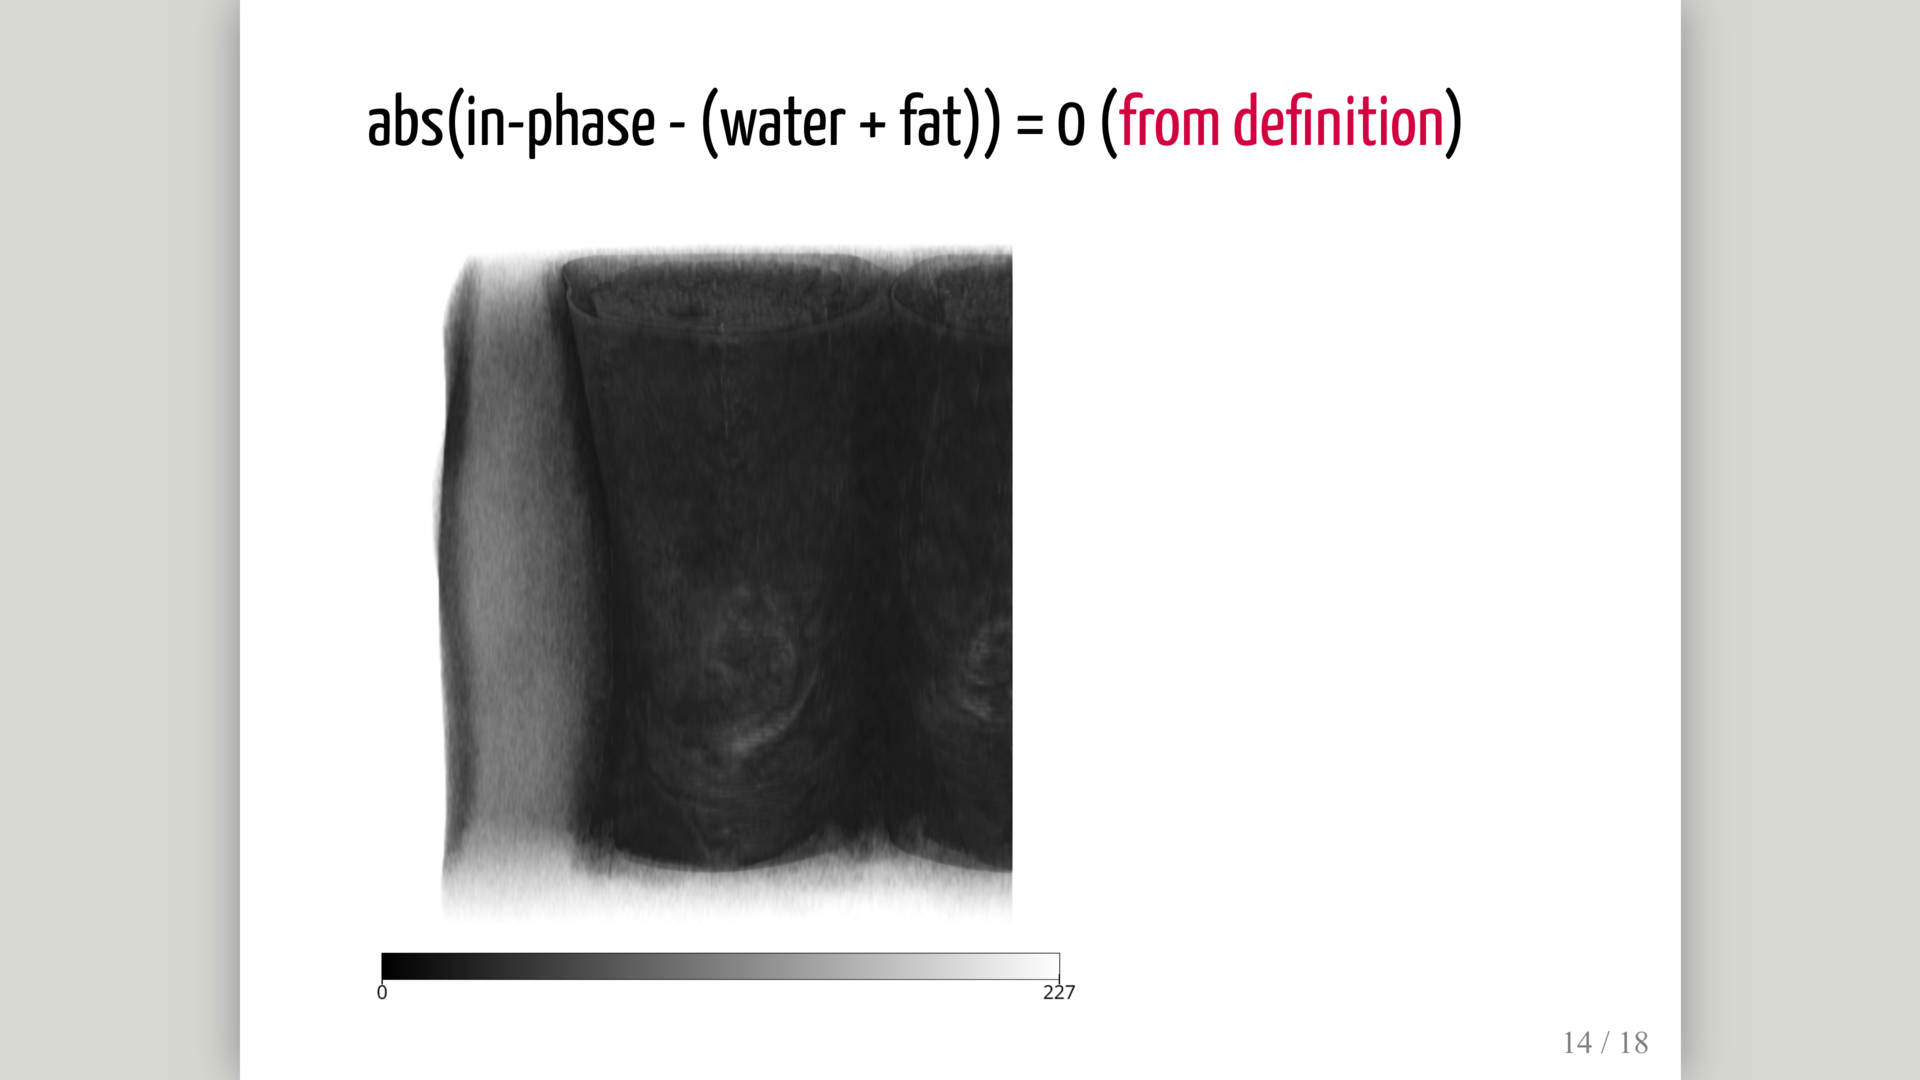 abs(in-phase - (water + fat)) = 0 (from definition)
0 227
14 / 18